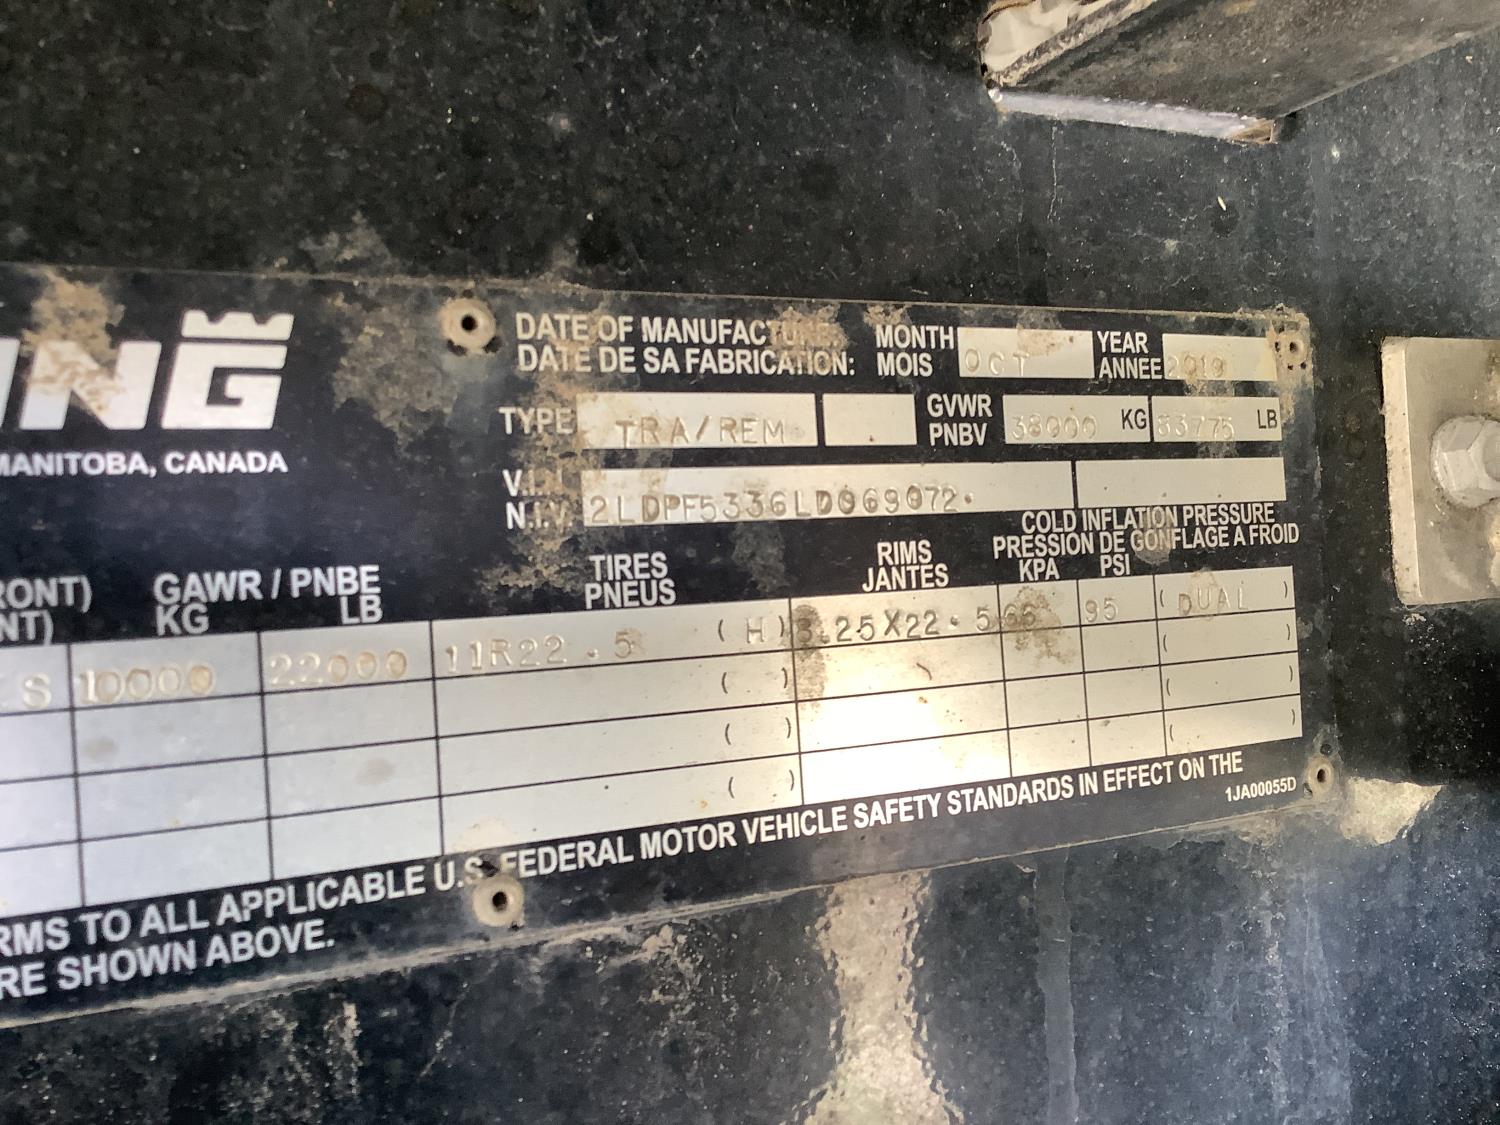 ING
MANITOBA, CANADA
DATE OF MANUFACTURE: MONTH YEAR
DATE DE SA FABRICATION: MOIS OCT ANNEE 2019
TYPE TRA/REM GVWR PNBV 38000 KG 83775 LB
N.I.V. 2LDPF5336LD069072.
COLD INFLATION PRESSURE
PRESSION DE GONFLAGE A FROID
RONT) GAWR / PNBE TIRES RIMS
NT) KG LB PNEUS JANTES KPA PSI
S 10000 22000 11R22.5 (H) 8.25X22.5 95 (DUAL)
( ) ( )
( ) ( )
( ) ( )
RMS TO ALL APPLICABLE U.S. FEDERAL MOTOR VEHICLE SAFETY STANDARDS IN EFFECT ON THE
RE SHOWN ABOVE.
1JA00055D